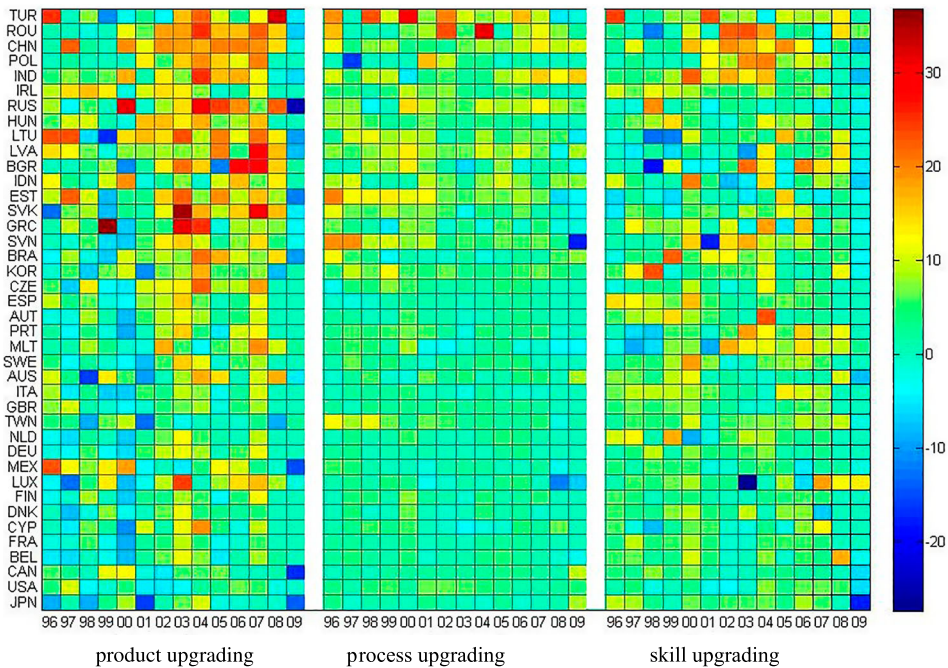 TUR
ROU
CHN
POL
IND
IRL
RUS
HUN
LTU
LVA
BGR
IDN
EST
SVK
GRC
SVN
BRA
KOR
CZE
ESP
AUT
PRT
MLT
SWE
AUS
ITA
GBR
TWN
NLD
DEU
MEX
LUX
FIN
DNK
CYP
FRA
BEL
CAN
USA
JPN
96 97 98 99 00 01 02 03 04 05 06 07 08 09
96 97 98 99 00 01 02 03 04 05 06 07 08 09
96 97 98 99 00 01 02 03 04 05 06 07 08 09
product upgrading
process upgrading
skill upgrading
30
20
10
0
-10
-20